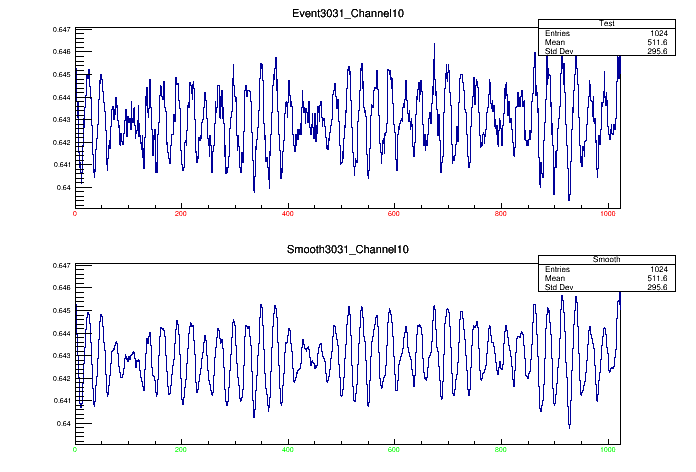 Event3031_Channel10
Test
Entries 1024
Mean 511.6
Std Dev 295.6
0.647
0.646
0.645
0.644
0.643
0.642
0.641
0.64
0 200 400 600 800 1000
Smooth3031_Channel10
Smooth
Entries 1024
Mean 511.6
Std Dev 295.6
0.647
0.646
0.645
0.644
0.643
0.642
0.641
0.64
0 200 400 600 800 1000